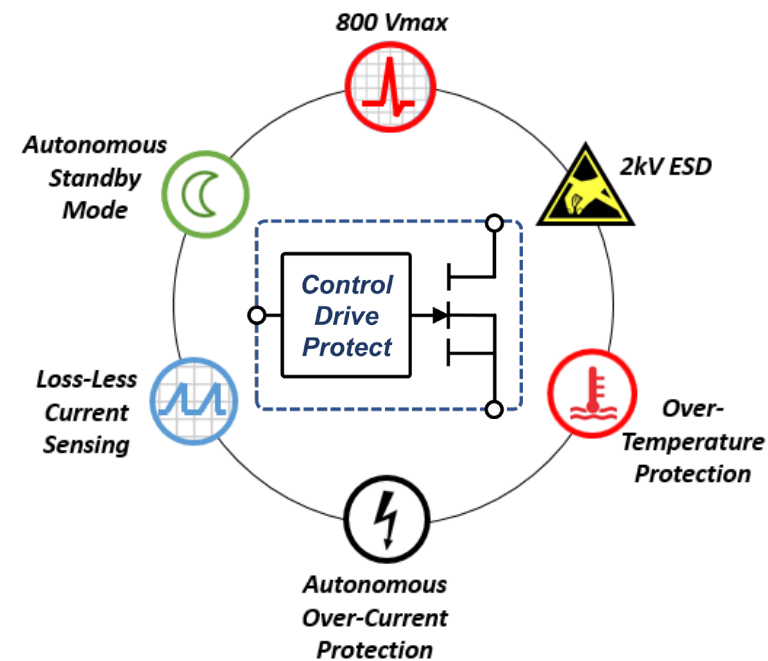 800 Vmax
2kV ESD
Autonomous
Standby
Mode
Control
Drive
Protect
Loss-Less
Current
Sensing
Over-
Temperature
Protection
Autonomous
Over-Current
Protection